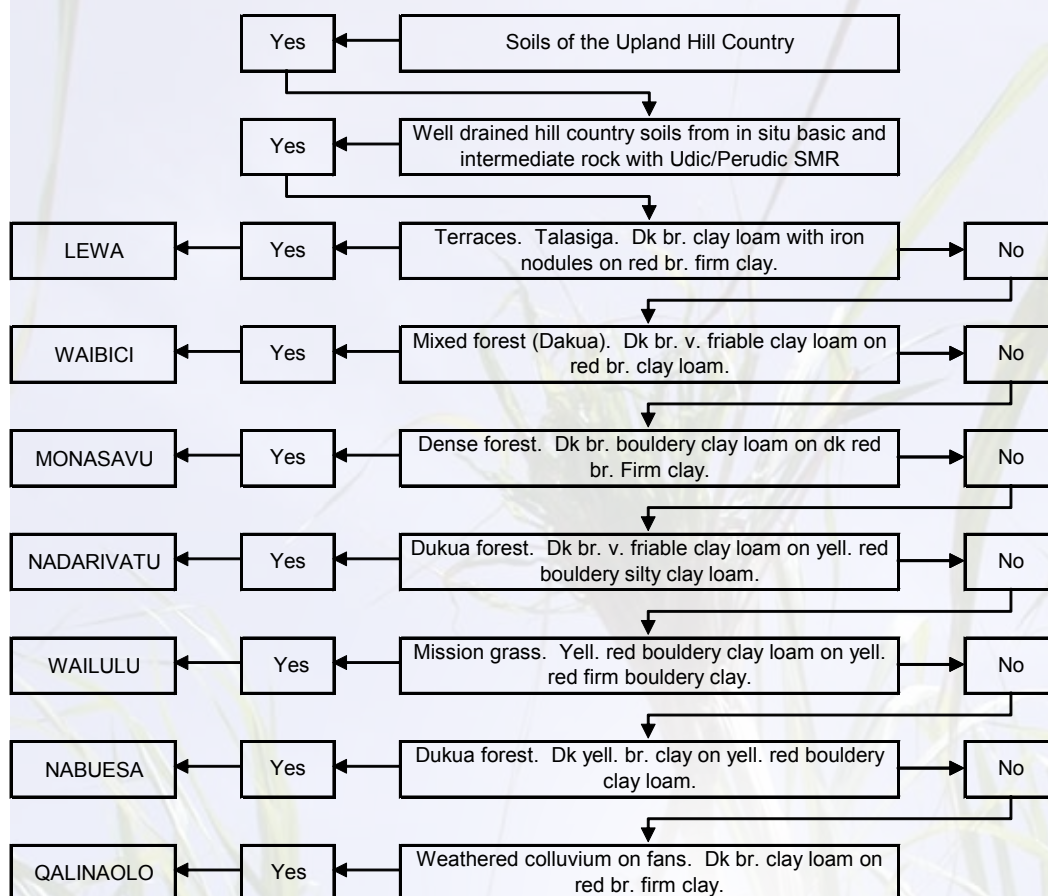 Yes
Soils of the Upland Hill Country
Yes
Well drained hill country soils from in situ basic and
intermediate rock with Udic/Perudic SMR
LEWA
Yes
Terraces. Talasiga. Dk br. clay loam with iron
nodules on red br. firm clay.
No
WAIBICI
Yes
Mixed forest (Dakua). Dk br. v. friable clay loam on
red br. clay loam.
No
MONASAVU
Yes
Dense forest. Dk br. bouldery clay loam on dk red
br. Firm clay.
No
NADARIVATU
Yes
Dukua forest. Dk br. v. friable clay loam on yell. red
bouldery silty clay loam.
No
WAILULU
Yes
Mission grass. Yell. red bouldery clay loam on yell.
red firm bouldery clay.
No
NABUESA
Yes
Dukua forest. Dk yell. br. clay on yell. red bouldery
clay loam.
No
QALINAOLO
Yes
Weathered colluvium on fans. Dk br. clay loam on
red br. firm clay.